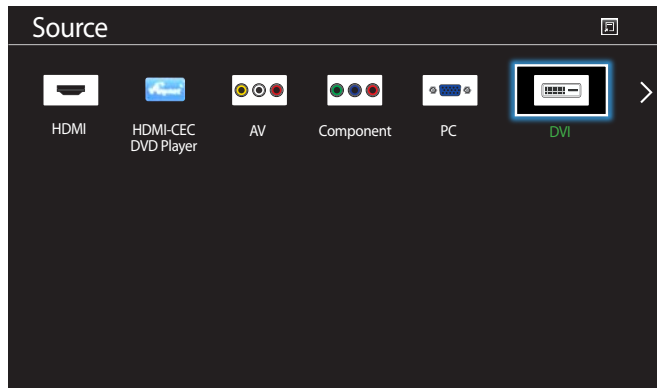 Source
HDMI
HDMI-CEC
DVD Player
AV
Component
PC
DVI